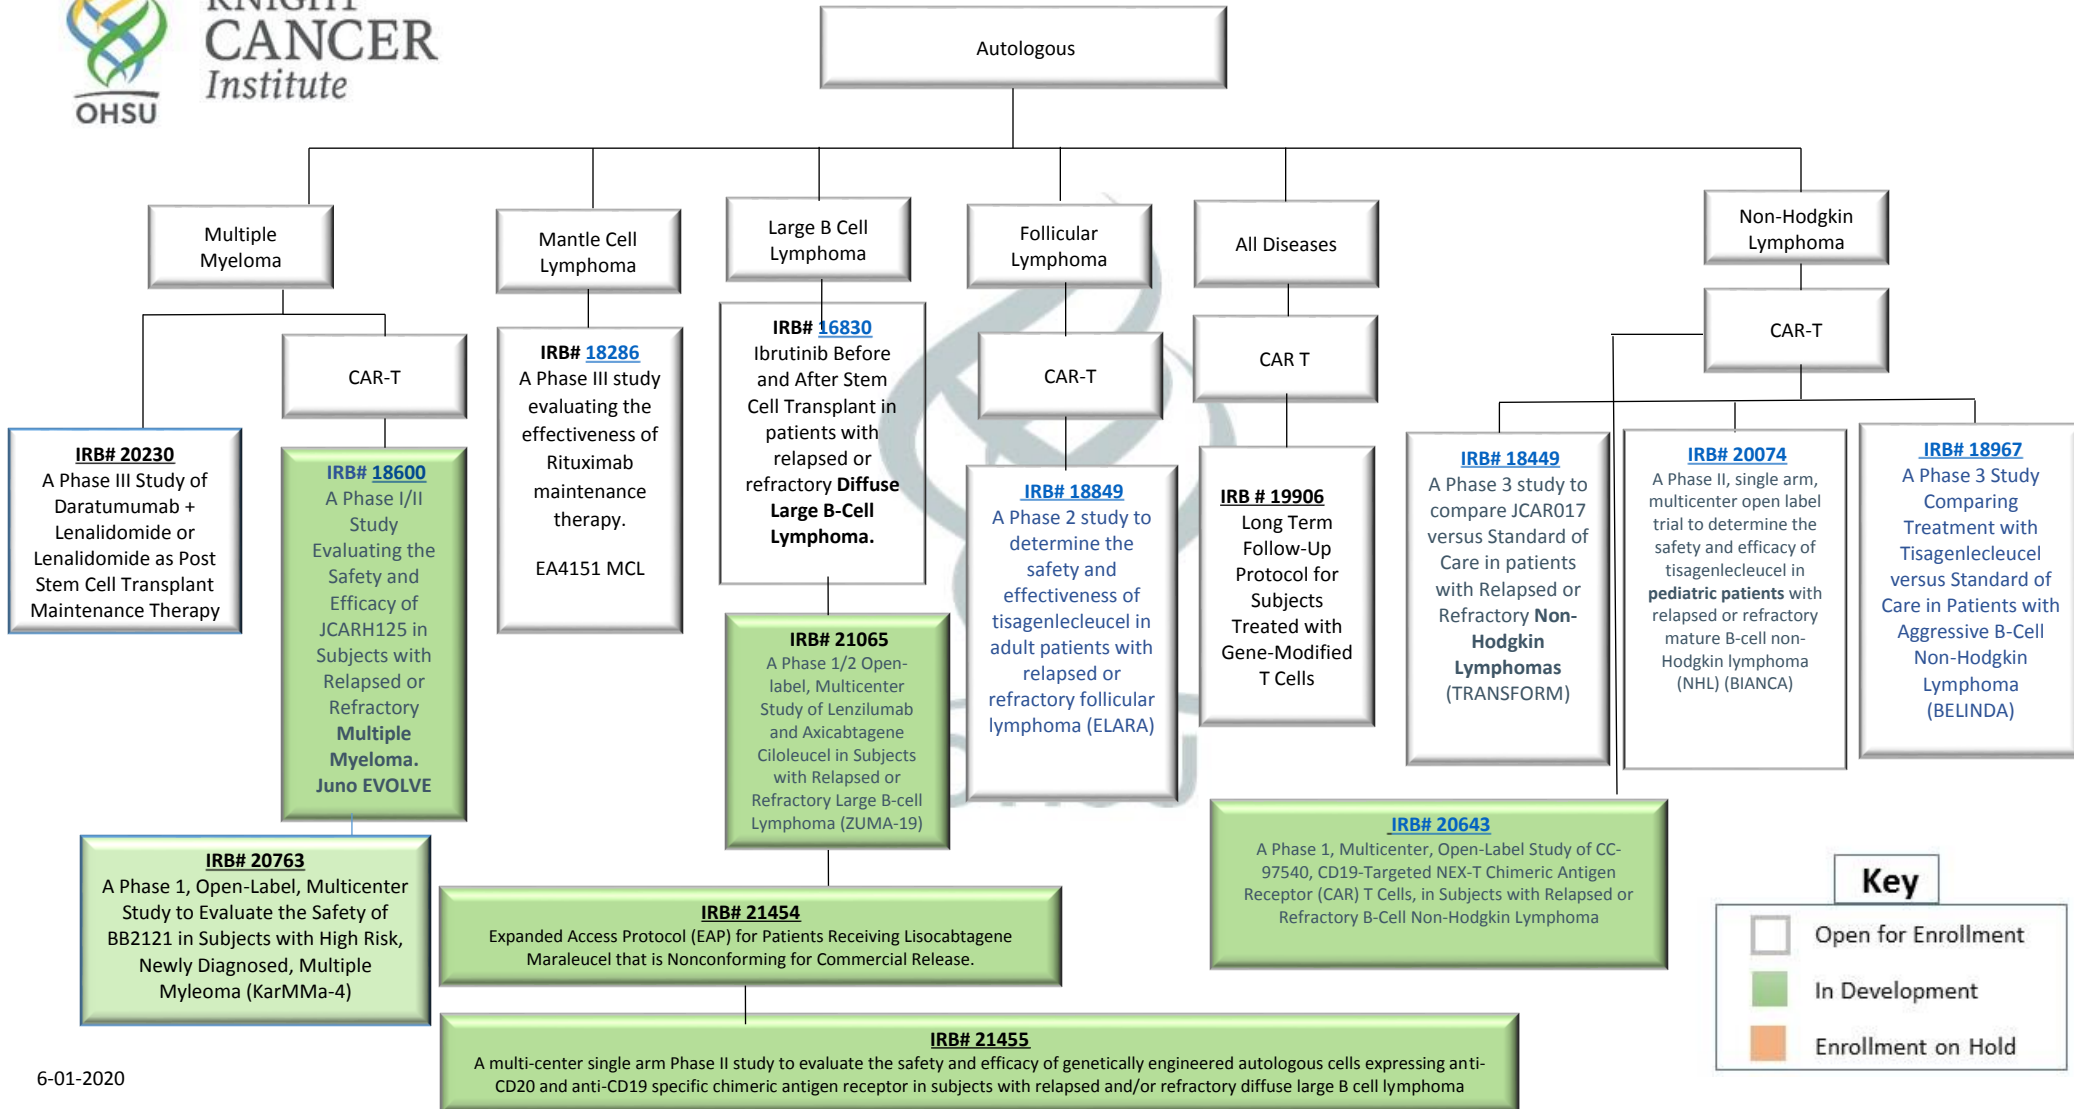 KNIGHT
CANCER
Institute
OHSU
Autologous
Multiple
Myeloma
Mantle Cell
Lymphoma
Large B Cell
Lymphoma
Follicular
Lymphoma
All Diseases
Non-Hodgkin
Lymphoma
CAR-T
CAR-T
CAR T
CAR-T
IRB# 20230
A Phase III Study of
Daratumumab +
Lenalidomide or
Lenalidomide as Post
Stem Cell Transplant
Maintenance Therapy
IRB# 18600
A Phase I/II
Study
Evaluating the
Safety and
Efficacy of
JCARH125 in
Subjects with
Relapsed or
Refractory
Multiple
Myeloma.
Juno EVOLVE
IRB# 20763
A Phase 1, Open-Label, Multicenter
Study to Evaluate the Safety of
BB2121 in Subjects with High Risk,
Newly Diagnosed, Multiple
Myleoma (KarMMa-4)
IRB# 18286
A Phase III study
evaluating the
effectiveness of
Rituximab
maintenance
therapy.
EA4151 MCL
IRB# 16830
Ibrutinib Before
and After Stem
Cell Transplant in
patients with
relapsed or
refractory Diffuse
Large B-Cell
Lymphoma.
IRB# 21065
A Phase 1/2 Open-
label, Multicenter
Study of Lenzilumab
and Axicabtagene
Ciloleucel in Subjects
with Relapsed or
Refractory Large B-cell
Lymphoma (ZUMA-19)
IRB# 21454
Expanded Access Protocol (EAP) for Patients Receiving Lisocabtagene
Maraleucel that is Nonconforming for Commercial Release.
IRB# 21455
A multi-center single arm Phase II study to evaluate the safety and efficacy of genetically engineered autologous cells expressing anti-
CD20 and anti-CD19 specific chimeric antigen receptor in subjects with relapsed and/or refractory diffuse large B cell lymphoma
IRB# 18849
A Phase 2 study to
determine the
safety and
effectiveness of
tisagenlecleucel in
adult patients with
relapsed or
refractory follicular
lymphoma (ELARA)
IRB # 19906
Long Term
Follow-Up
Protocol for
Subjects
Treated with
Gene-Modified
T Cells
IRB# 18449
A Phase 3 study to
compare JCAR017
versus Standard of
Care in patients
with Relapsed or
Refractory Non-
Hodgkin
Lymphomas
(TRANSFORM)
IRB# 20074
A Phase II, single arm,
multicenter open label
trial to determine the
safety and efficacy of
tisagenlecleucel in
pediatric patients with
relapsed or refractory
mature B-cell non-
Hodgkin lymphoma
(NHL) (BIANCA)
IRB# 18967
A Phase 3 Study
Comparing
Treatment with
Tisagenlecleucel
versus Standard of
Care in Patients with
Aggressive B-Cell
Non-Hodgkin
Lymphoma
(BELINDA)
IRB# 20643
A Phase 1, Multicenter, Open-Label Study of CC-
97540, CD19-Targeted NEX-T Chimeric Antigen
Receptor (CAR) T Cells, in Subjects with Relapsed or
Refractory B-Cell Non-Hodgkin Lymphoma
Key
Open for Enrollment
In Development
Enrollment on Hold
6-01-2020